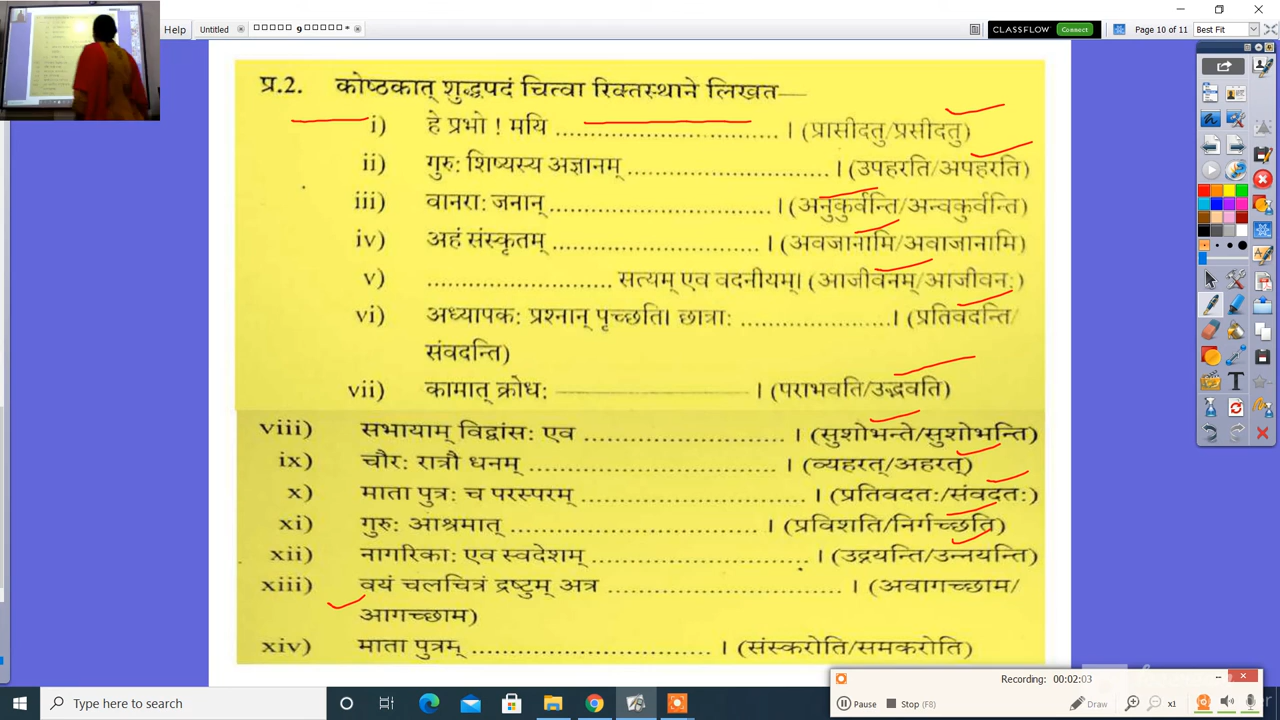 Help
Untitled
9
CLASSFLOW
Connect
Page 10 of 11
Best Fit
प्र.2. कोष्ठकात् शुद्धपदं चित्वा रिक्तस्थाने लिखत—
i) हे प्रभो ! मयि .......................................। (प्रासीदतु/प्रसीदतु)
ii) गुरुः शिष्यस्य अज्ञानम् ...................................। (उपहरति/अपहरति)
iii) वानराः जनान् .......................................। (अनुकुर्वन्ति/अन्वकुर्वन्ति)
iv) अहं संस्कृतम् .....................................। (अवजानामि/अवाजानामि)
v) ................................ सत्यम् एव वदनीयम्। (आजीवनम्/आजीवनः)
vi) अध्यापकः प्रश्नान् पृच्छति। छात्राः ..........................। (प्रतिवदन्ति/
संवदन्ति)
vii) कामात् क्रोधः ——————————। (पराभवति/उद्भवति)
viii) सभायाम् विद्वांसः एव ...................................। (सुशोभन्ते/सुशोभन्ति)
ix) चौरः रात्रौ धनम् ..........................................। (व्यहरत्/अहरत्)
x) माता पुत्रः च परस्परम् ......................................। (प्रतिवदतः/संवदतः)
xi) गुरुः आश्रमात् ...........................................। (प्रविशति/निर्गच्छति)
xii) नागरिकाः एव स्वदेशम् .......................................। (उद्रयन्ति/उन्नयन्ति)
xiii) वयं चलचित्रं द्रष्टुम् अत्र ........................................। (अवागच्छाम/
आगच्छाम)
xiv) माता पुत्रम् .........................................। (संस्करोति/समकरोति)
Recording: 00:02:03
Pause
Stop (F8)
Draw
x1
Type here to search